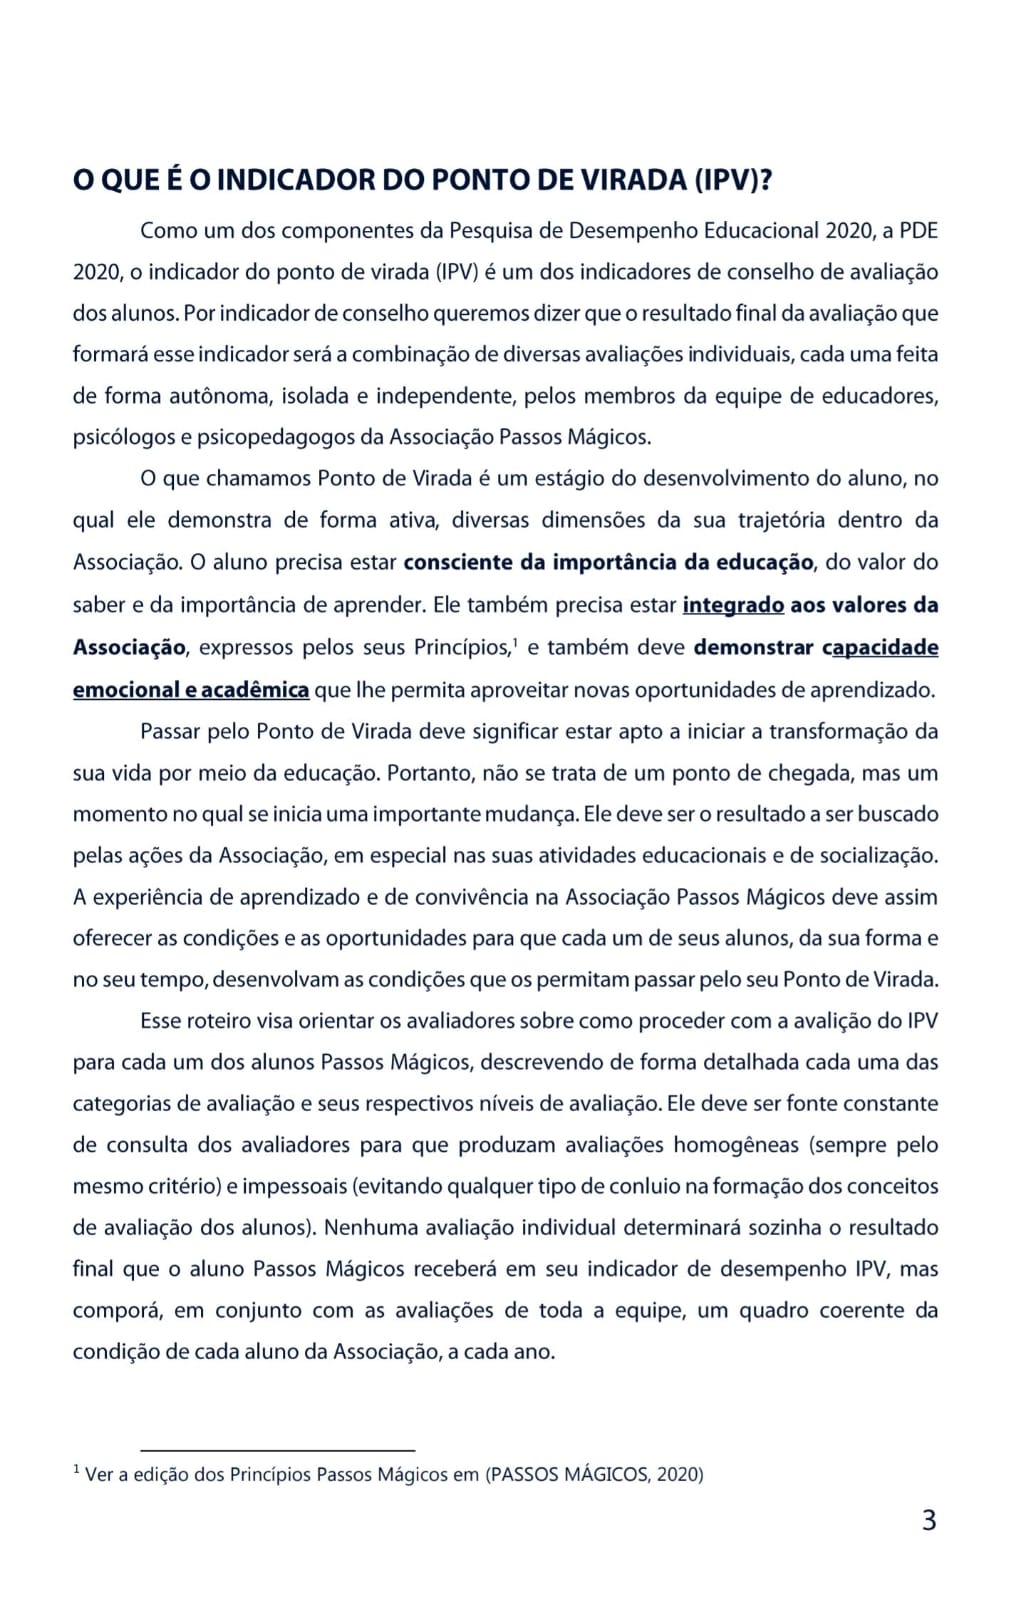 O QUE É O INDICADOR DO PONTO DE VIRADA (IPV)?
Como um dos componentes da Pesquisa de Desempenho Educacional 2020, a PDE
2020, o indicador do ponto de virada (IPV) é um dos indicadores de conselho de avaliação
dos alunos. Por indicador de conselho queremos dizer que o resultado final da avaliação que
formará esse indicador será a combinação de diversas avaliações individuais, cada uma feita
de forma autônoma, isolada e independente, pelos membros da equipe de educadores,
psicólogos e psicopedagogos da Associação Passos Mágicos.
O que chamamos Ponto de Virada é um estágio do desenvolvimento do aluno, no
qual ele demonstra de forma ativa, diversas dimensões da sua trajetória dentro da
Associação. O aluno precisa estar consciente da importância da educação, do valor do
saber e da importância de aprender. Ele também precisa estar integrado aos valores da
Associação, expressos pelos seus Princípios,¹ e também deve demonstrar capacidade
emocional e acadêmica que lhe permita aproveitar novas oportunidades de aprendizado.
Passar pelo Ponto de Virada deve significar estar apto a iniciar a transformação da
sua vida por meio da educação. Portanto, não se trata de um ponto de chegada, mas um
momento no qual se inicia uma importante mudança. Ele deve ser o resultado a ser buscado
pelas ações da Associação, em especial nas suas atividades educacionais e de socialização.
A experiência de aprendizado e de convivência na Associação Passos Mágicos deve assim
oferecer as condições e as oportunidades para que cada um de seus alunos, da sua forma e
no seu tempo, desenvolvam as condições que os permitam passar pelo seu Ponto de Virada.
Esse roteiro visa orientar os avaliadores sobre como proceder com a avalição do IPV
para cada um dos alunos Passos Mágicos, descrevendo de forma detalhada cada uma das
categorias de avaliação e seus respectivos níveis de avaliação. Ele deve ser fonte constante
de consulta dos avaliadores para que produzam avaliações homogêneas (sempre pelo
mesmo critério) e impessoais (evitando qualquer tipo de conluio na formação dos conceitos
de avaliação dos alunos). Nenhuma avaliação individual determinará sozinha o resultado
final que o aluno Passos Mágicos receberá em seu indicador de desempenho IPV, mas
comporá, em conjunto com as avaliações de toda a equipe, um quadro coerente da
condição de cada aluno da Associação, a cada ano.
¹ Ver a edição dos Princípios Passos Mágicos em (PASSOS MÁGICOS, 2020)
3